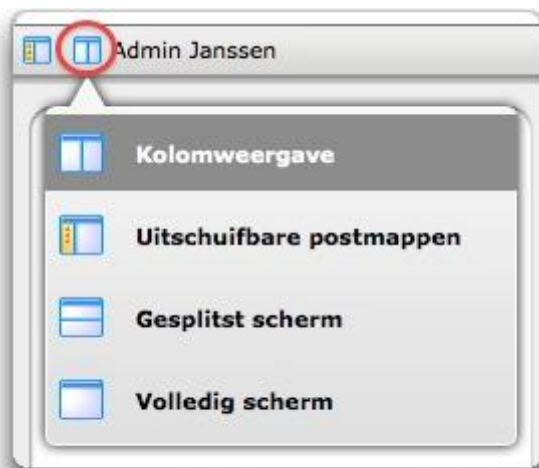 Admin Janssen
Kolomweergave
Uitschuifbare postmappen
Gesplitst scherm
Volledig scherm